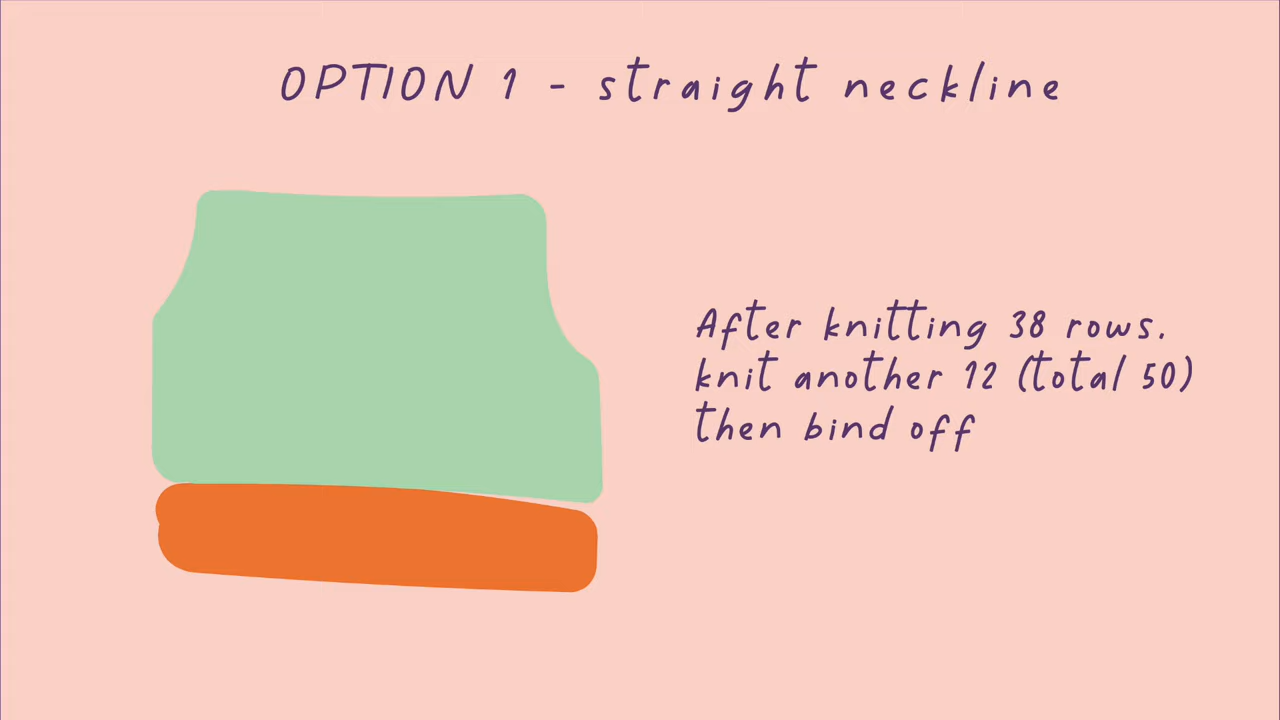 OPTION 1 - straight neckline
After knitting 38 rows.
knit another 12 (total 50)
then bind off